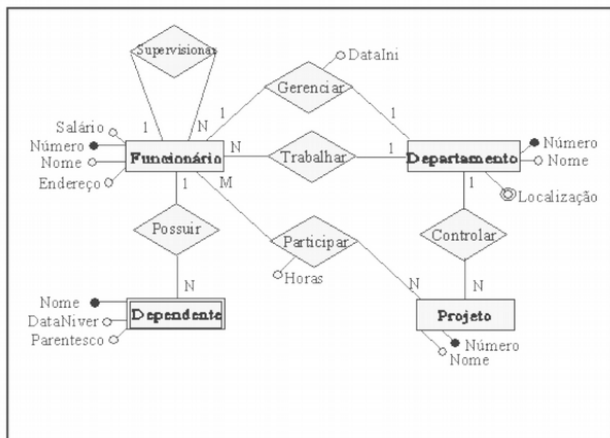 Supervisionar
DataIni
Gerenciar
Salário
1
N
1
1
Número
Funcionário
N
Trabalhar
1
Departamento
Número
Nome
Nome
Endereço
1
M
1
Localização
Possuir
Participar
Controlar
Horas
N
N
N
Nome
Dependente
DataNiver
Parentesco
Projeto
Número
Nome